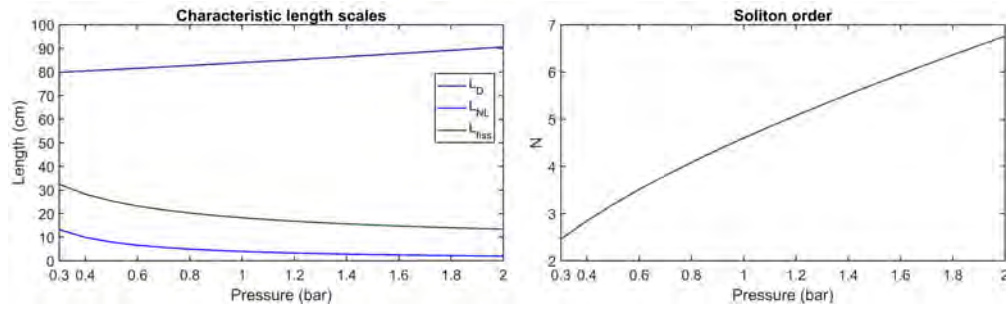 Characteristic length scales
100
90
80
70
60
50
40
30
20
10
0
Length (cm)
L_D
L_NL
L_fiss
0.3 0.4 0.6 0.8 1 1.2 1.4 1.6 1.8 2
Pressure (bar)
Soliton order
7
6
5
4
3
2
N
0.3 0.4 0.6 0.8 1 1.2 1.4 1.6 1.8 2
Pressure (bar)